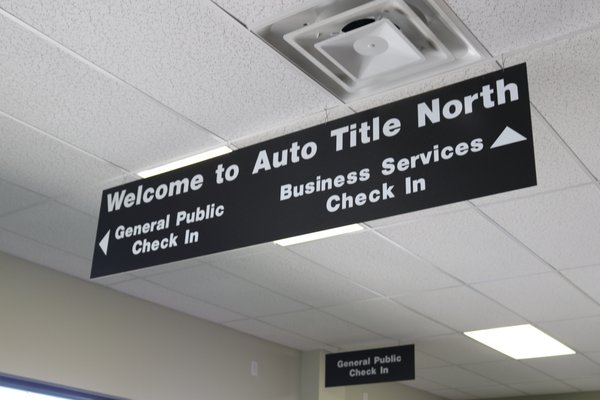 Welcome to Auto Title North
General Public
Check In
Business Services
Check In
General Public
Check In